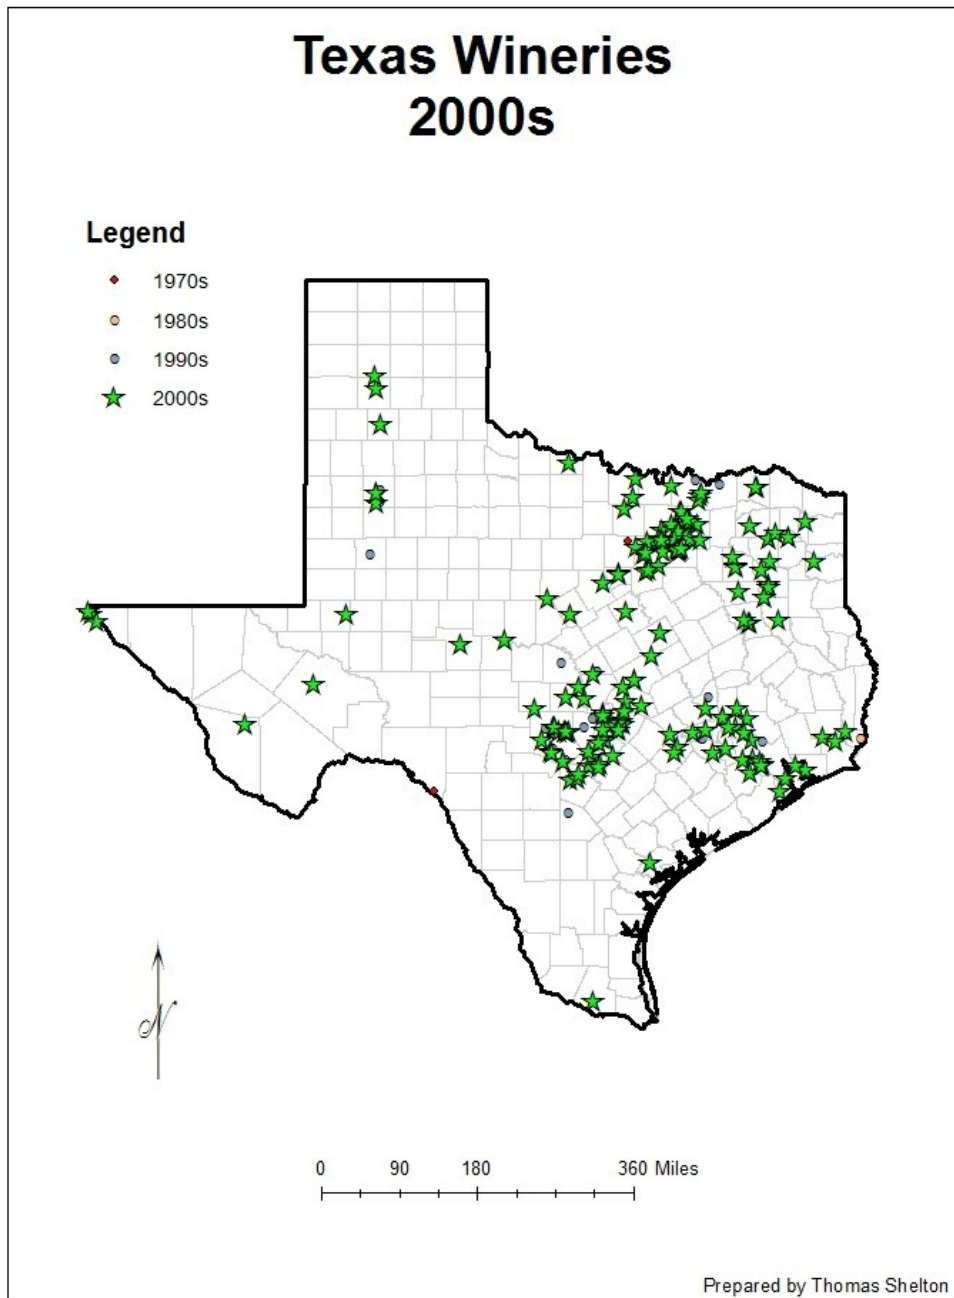 Texas Wineries
2000s
Legend
1970s
1980s
1990s
2000s
N
0 90 180 360 Miles
Prepared by Thomas Shelton